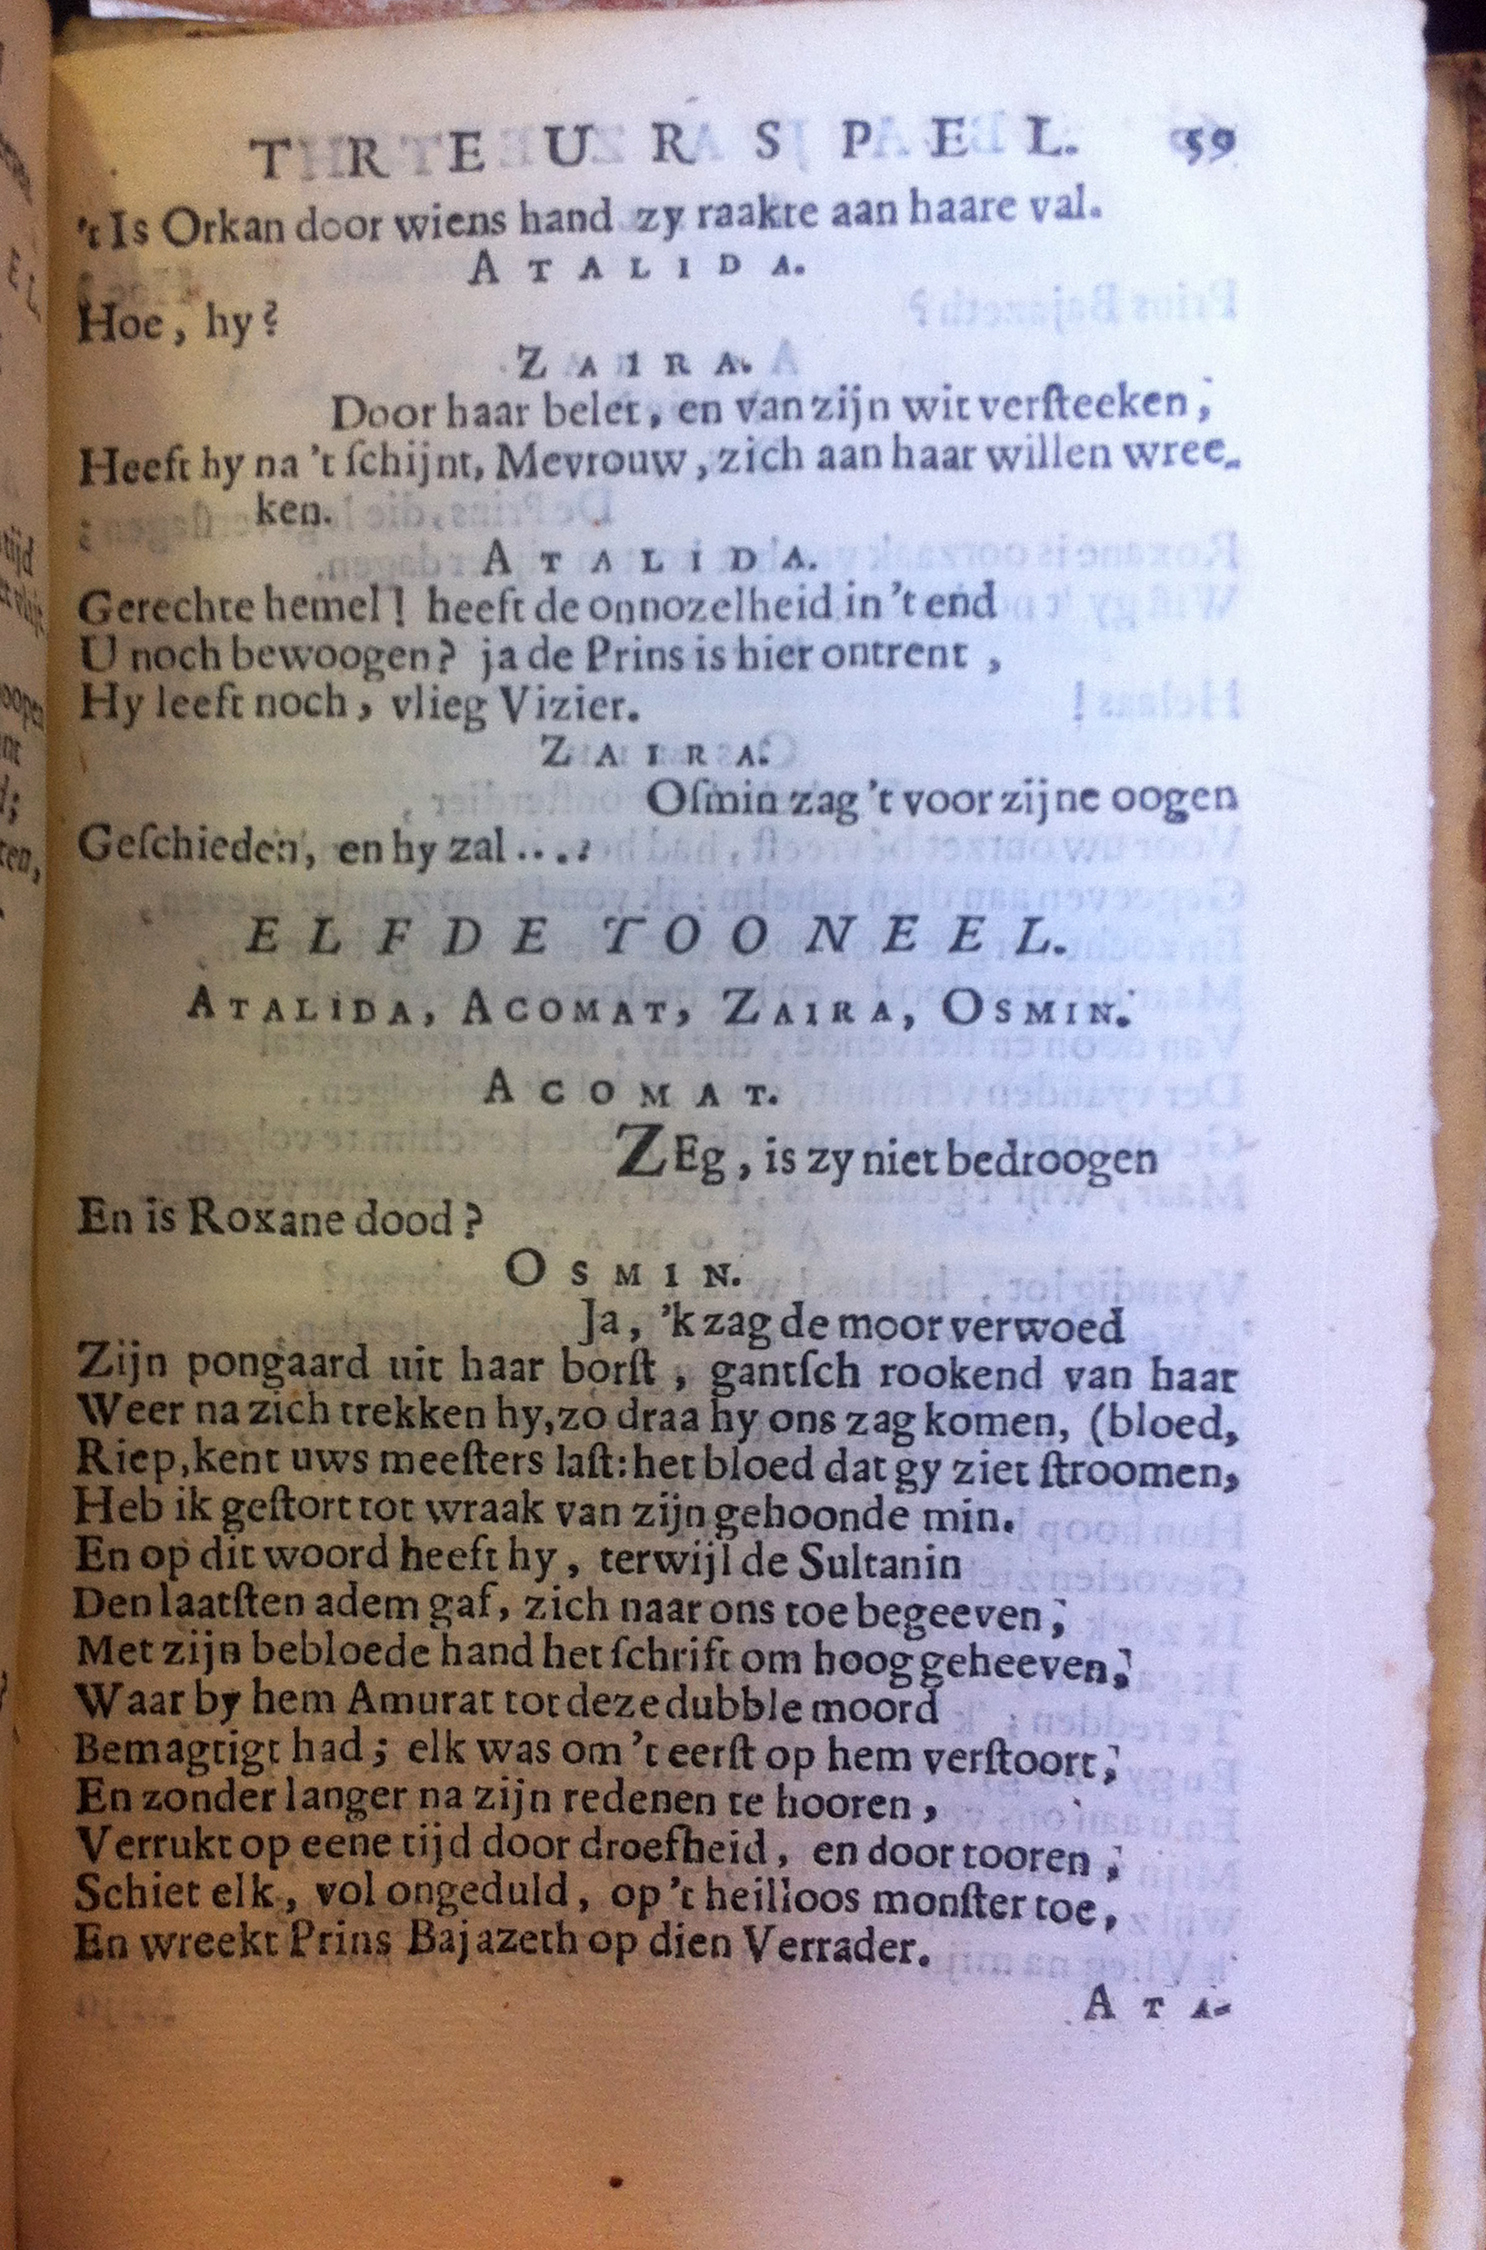 TREURSPEL. 59
't Is Orkan door wiens hand zy raakte aan haare val.
ATALIDA.
Hoe, hy?
ZAIRA.
Door haar belet, en van zijn wit verſteeken,
Heeft hy na 't ſchijnt, Mevrouw, zich aan haar willen wree-
ken.
ATALIDA.
Gerechte hemel! heeft de onnozelheid in 't end
U noch bewoogen? ja de Prins is hier ontrent,
Hy leeft noch, vlieg Vizier.
ZAIRA.
Oſmin zag 't voor zijne oogen
Geſchieden, en hy zal ....
ELFDE TOONEEL.
ATALIDA, ACOMAT, ZAIRA, OSMIN.
ACOMAT.
ZEg, is zy niet bedroogen
En is Roxane dood?
OSMIN.
Ja, 'k zag de moor verwoed
Zijn pongaard uit haar borſt, gantſch rookend van haar
Weer na zich trekken hy, zo draa hy ons zag komen, (bloed,
Riep, kent uws meeſters laſt: het bloed dat gy ziet ſtroomen,
Heb ik geſtort tot wraak van zijn gehoonde min.
En op dit woord heeft hy, terwijl de Sultanin
Den laatſten adem gaf, zich naar ons toe begeeven;
Met zijn bebloede hand het ſchrift om hoog geheeven,
Waar by hem Amurat tot deze dubble moord
Bemagtigt had; elk was om 't eerſt op hem verſtoort;
En zonder langer na zijn redenen te hooren,
Verrukt op eene tijd door droefheid, en door tooren;
Schiet elk, vol ongeduld, op 't heilloos monſter toe,
En wreekt Prins Bajazeth op dien Verrader.
ATA-